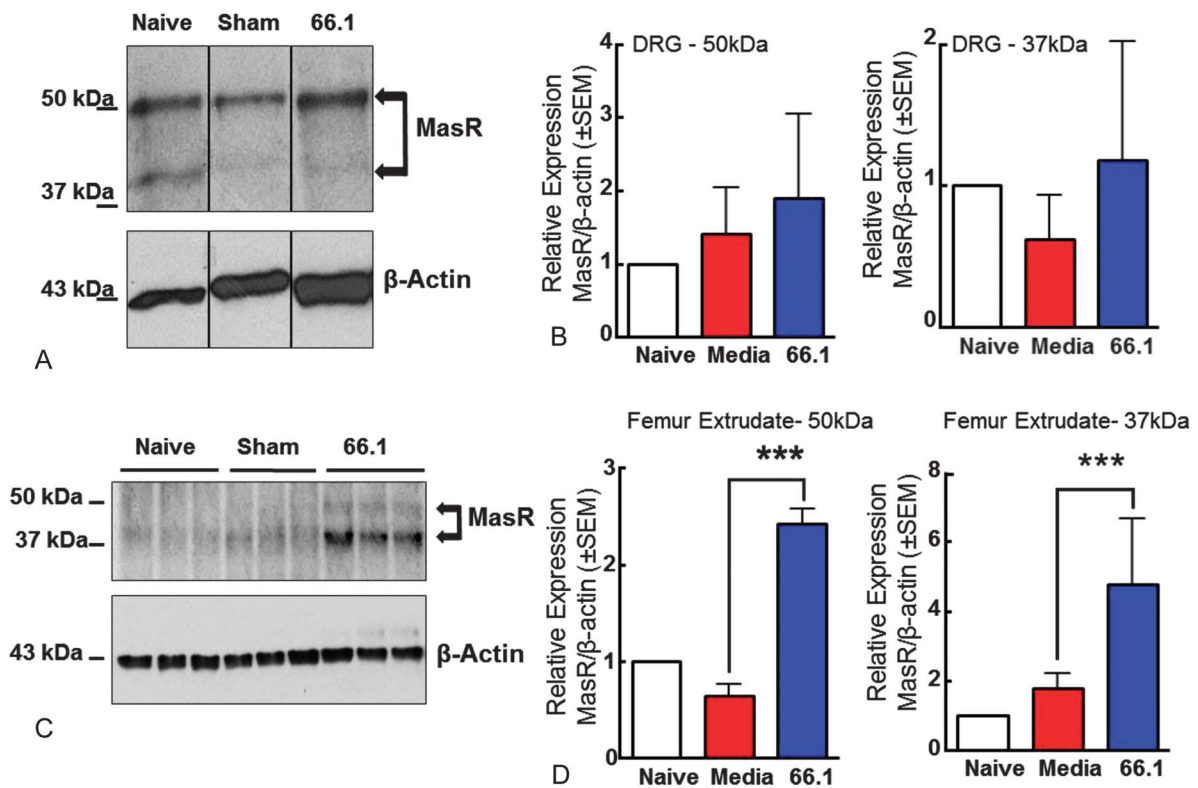 Naive Sham 66.1
50 kDa
MasR
37 kDa
43 kDa
β-Actin
A
DRG - 50kDa
Relative Expression
MasR/β-actin (±SEM)
4
3
2
1
0
Naive Media 66.1
B
DRG - 37kDa
Relative Expression
MasR/β-actin (±SEM)
2
1
0
Naive Media 66.1
Naive Sham 66.1
50 kDa
MasR
37 kDa
43 kDa
β-Actin
C
Femur Extrudate- 50kDa
***
Relative Expression
MasR/β-actin (±SEM)
3
2
1
0
Naive Media 66.1
D
Femur Extrudate- 37kDa
***
Relative Expression
MasR/β-actin (±SEM)
8
6
4
2
0
Naive Media 66.1